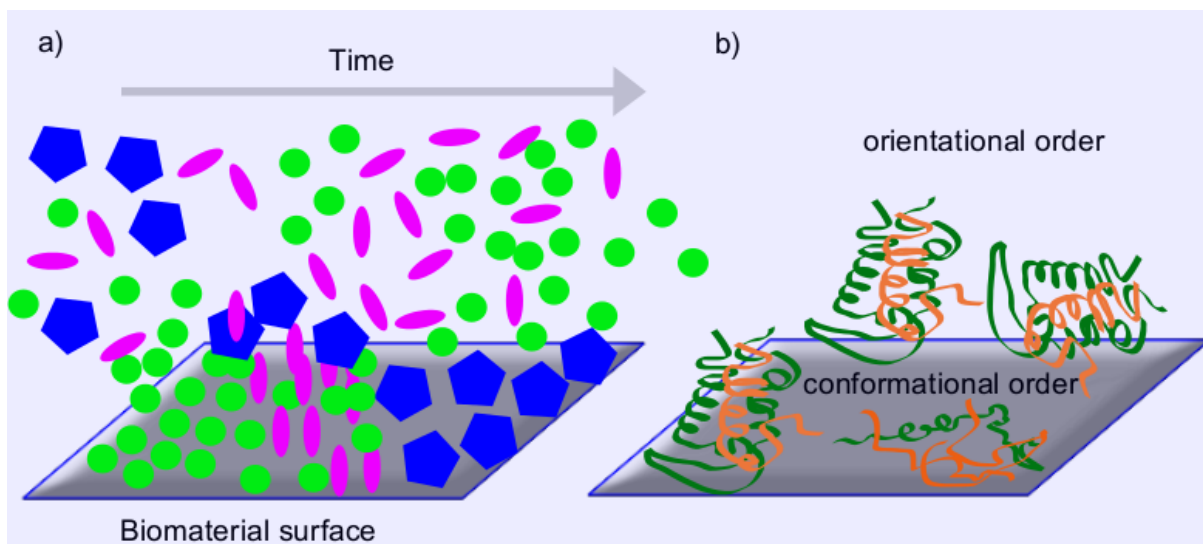 a)
Time
Biomaterial surface
b)
orientational order
conformational order